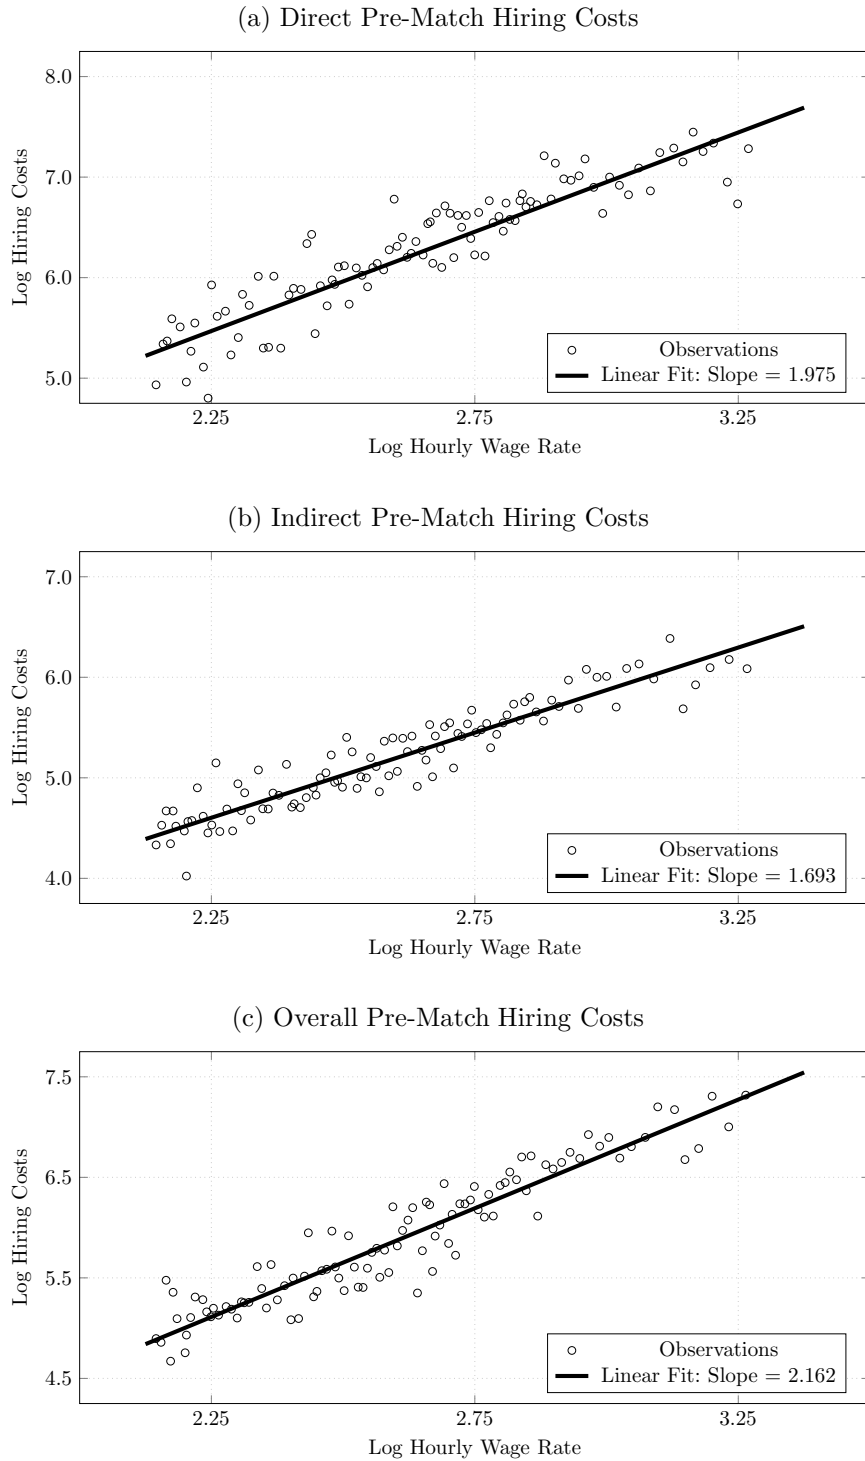 (a) Direct Pre-Match Hiring Costs
8.0
7.0
6.0
5.0
Log Hiring Costs
Observations
Linear Fit: Slope = 1.975
2.25 2.75 3.25
Log Hourly Wage Rate
(b) Indirect Pre-Match Hiring Costs
7.0
6.0
5.0
4.0
Log Hiring Costs
Observations
Linear Fit: Slope = 1.693
2.25 2.75 3.25
Log Hourly Wage Rate
(c) Overall Pre-Match Hiring Costs
7.5
6.5
5.5
4.5
Log Hiring Costs
Observations
Linear Fit: Slope = 2.162
2.25 2.75 3.25
Log Hourly Wage Rate